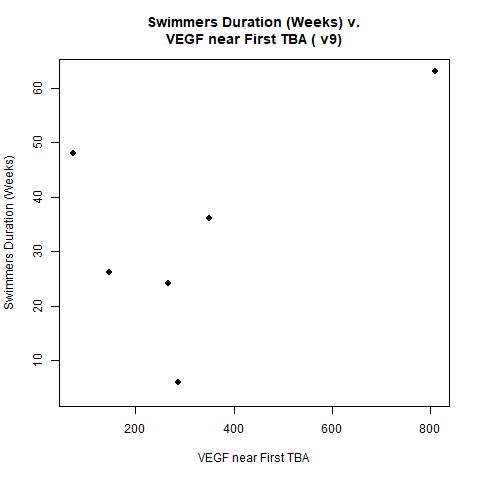 Swimmers Duration (Weeks) v.
VEGF near First TBA ( v9)
Swimmers Duration (Weeks)
60
50
40
30
20
10
200 400 600 800
VEGF near First TBA